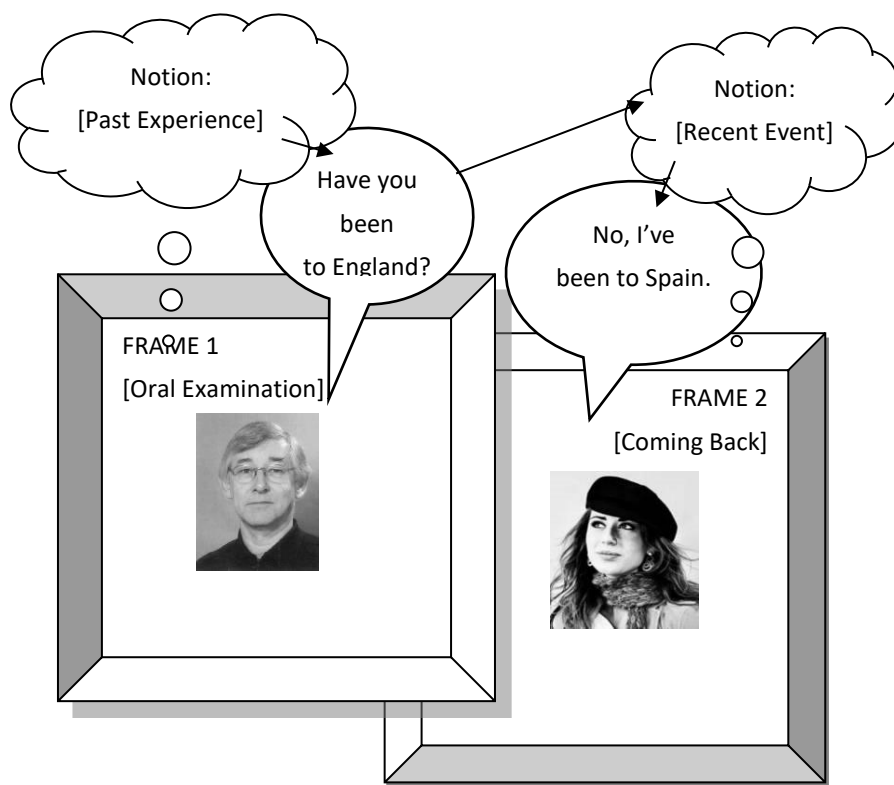 Notion:
[Past Experience]
Have you
been
to England?
Notion:
[Recent Event]
No, I’ve
been to Spain.
FRAME 1
[Oral Examination]
FRAME 2
[Coming Back]